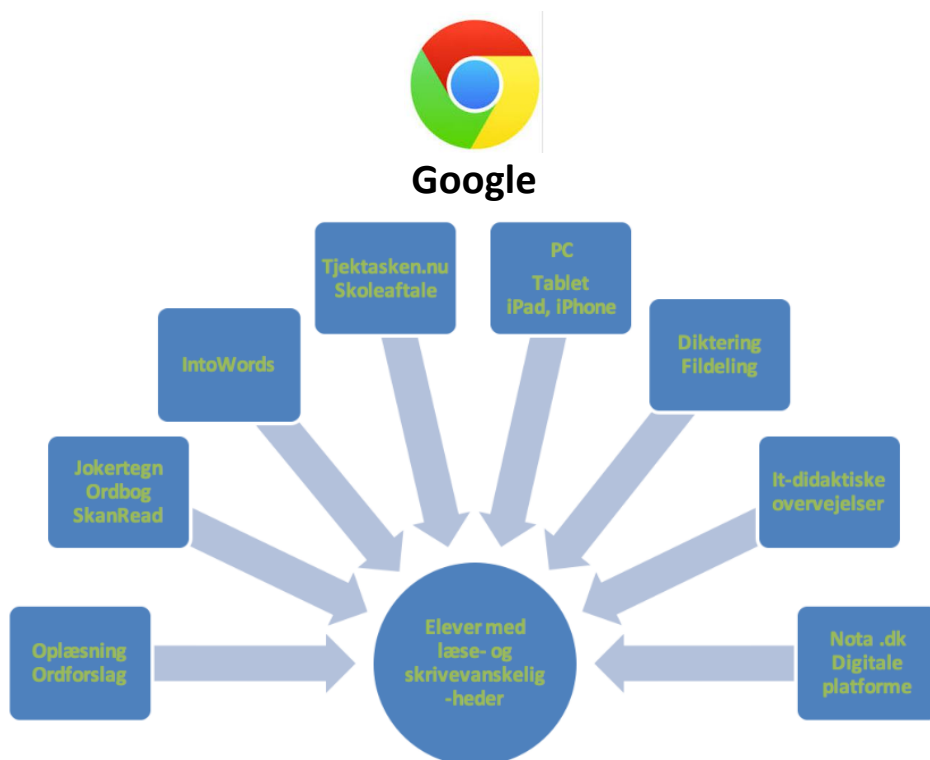 Google
Tjektasken.nu
Skoleaftale
PC
Tablet
iPad, iPhone
IntoWords
Diktering
Fildeling
Jokertegn
Ordbog
SkanRead
It-didaktiske
overvejelser
Oplæsning
Ordforslag
Elever med
læse- og
skrivevanskelig
-heder
Nota .dk
Digitale
platforme